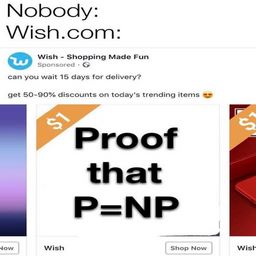 Nobody:
Wish.com:
Wish - Shopping Made Fun
Sponsored ·
can you wait 15 days for delivery?
get 50-90% discounts on today's trending items 😍
$1
Proof
that
P=NP
$1
Now
Wish
Shop Now
Wish